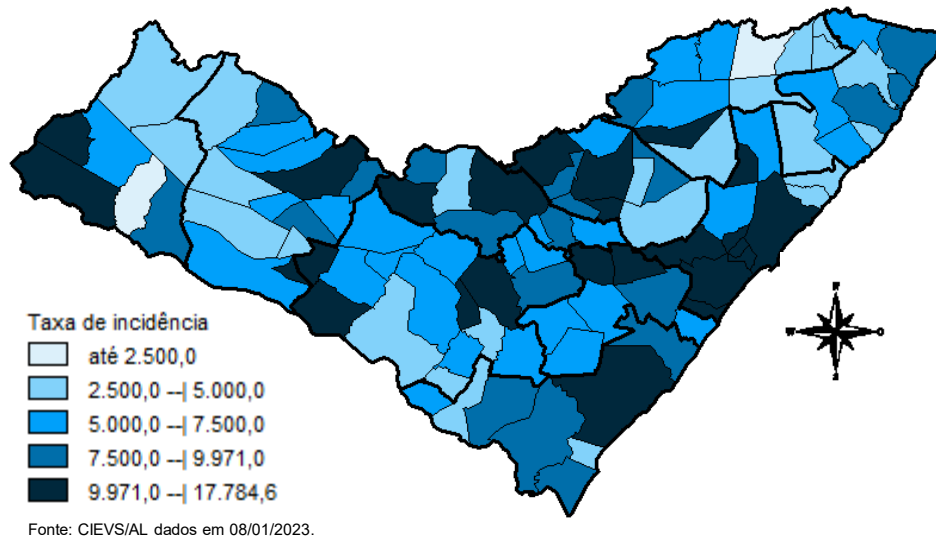 Taxa de incidência
até 2.500,0
2.500,0 --| 5.000,0
5.000,0 --| 7.500,0
7.500,0 --| 9.971,0
9.971,0 --| 17.784,6
Fonte: CIEVS/AL dados em 08/01/2023.